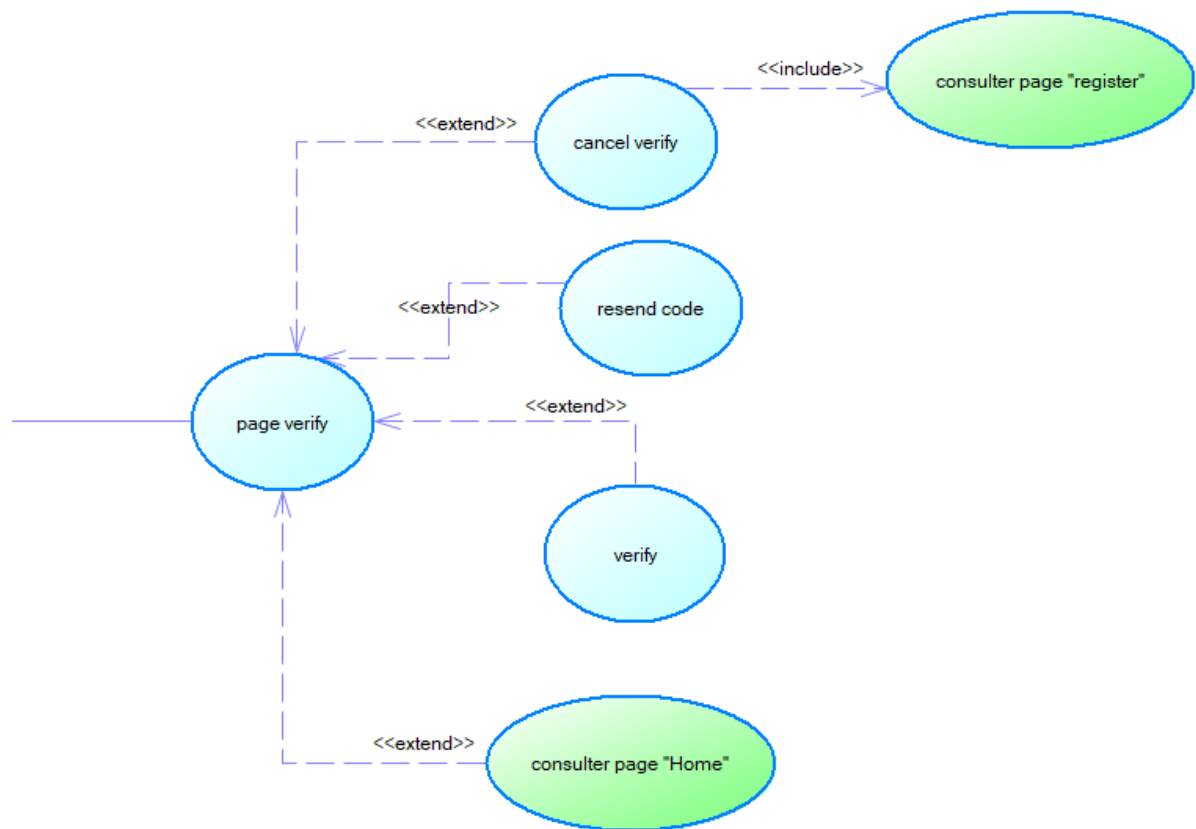 <<include>>
consulter page "register"
<<extend>>
cancel verify
<<extend>>
resend code
page verify
<<extend>>
verify
<<extend>>
consulter page "Home"